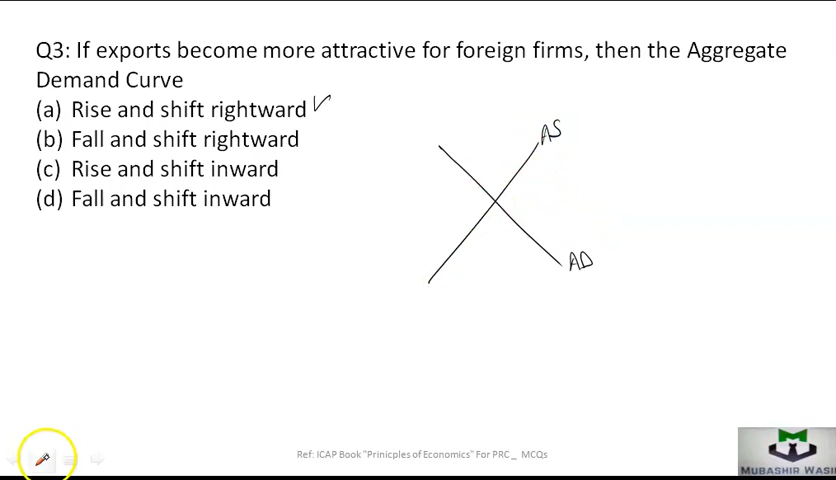 Q3: If exports become more attractive for foreign firms, then the Aggregate
Demand Curve
(a) Rise and shift rightward
(b) Fall and shift rightward
(c) Rise and shift inward
(d) Fall and shift inward
AS
AD
Ref: ICAP Book "Prinicples of Economics" For PRC_ MCQs
MUBASHIR WASI